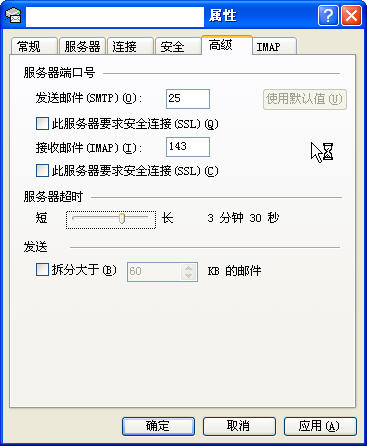 属性
常规 服务器 连接 安全 高级 IMAP
服务器端口号
发送邮件(SMTP)(O): 25 使用默认值(U)
此服务器要求安全连接(SSL)(Q)
接收邮件(IMAP)(I): 143
此服务器要求安全连接(SSL)(C)
服务器超时
短 长 3 分钟 30 秒
发送
拆分大于(B) 60 KB 的邮件
确定 取消 应用(A)